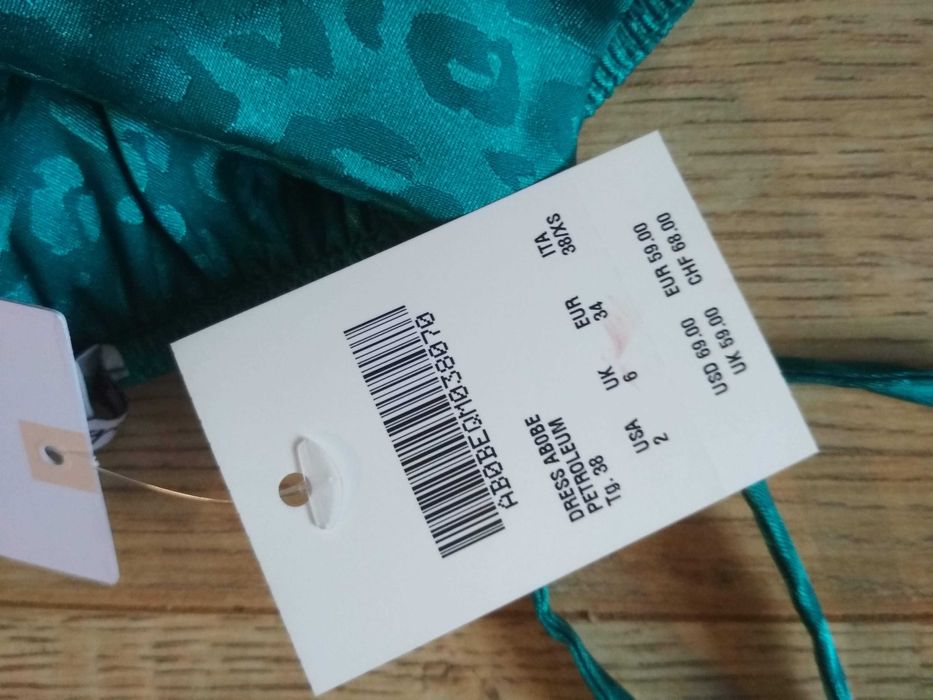 AB0BEQM038070
DRESS ABOBE
PETROLEUM
Tg. 38
USA UK EUR ITA
2 6 34 38/XS
USD 69.00 EUR 59.00
UK 59.00 CHF 68.00